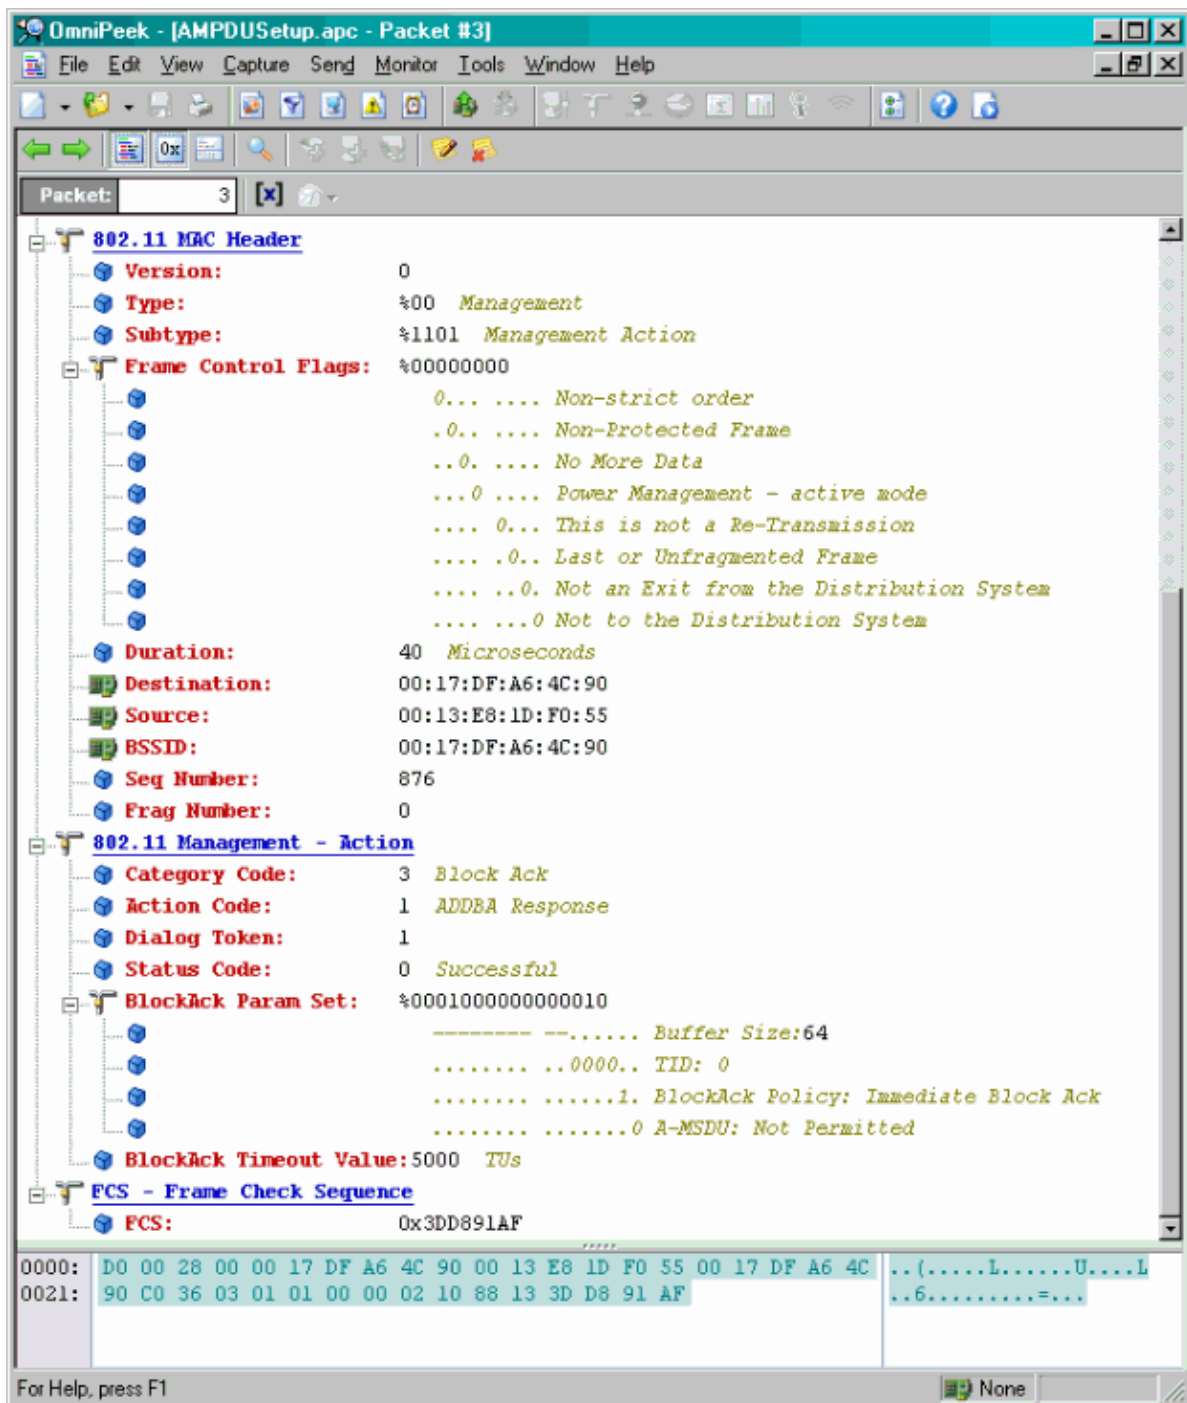 OmniPeek - [AMPDUSetup.apc - Packet #3]
File Edit View Capture Send Monitor Tools Window Help
0x
Packet: 3 [x]
802.11 MAC Header
Version: 0
Type: %00 Management
Subtype: %1101 Management Action
Frame Control Flags: %00000000
0... .... Non-strict order
.0.. .... Non-Protected Frame
..0. .... No More Data
...0 .... Power Management - active mode
.... 0... This is not a Re-Transmission
.... .0.. Last or Unfragmented Frame
.... ..0. Not an Exit from the Distribution System
.... ...0 Not to the Distribution System
Duration: 40 Microseconds
Destination: 00:17:DF:A6:4C:90
Source: 00:13:E8:1D:F0:55
BSSID: 00:17:DF:A6:4C:90
Seq Number: 876
Frag Number: 0
802.11 Management - Action
Category Code: 3 Block Ack
Action Code: 1 ADDBA Response
Dialog Token: 1
Status Code: 0 Successful
BlockAck Param Set: %0001000000000010
-------- --...... Buffer Size:64
........ ..0000.. TID: 0
........ ......1. BlockAck Policy: Immediate Block Ack
........ .......0 A-MSDU: Not Permitted
BlockAck Timeout Value:5000 TUs
FCS - Frame Check Sequence
FCS: 0x3DD891AF
0000: D0 00 28 00 00 17 DF A6 4C 90 00 13 E8 1D F0 55 00 17 DF A6 4C ..(.....L......U....L
0021: 90 C0 36 03 01 01 00 00 02 10 88 13 3D D8 91 AF ..6.........=...
For Help, press F1 None